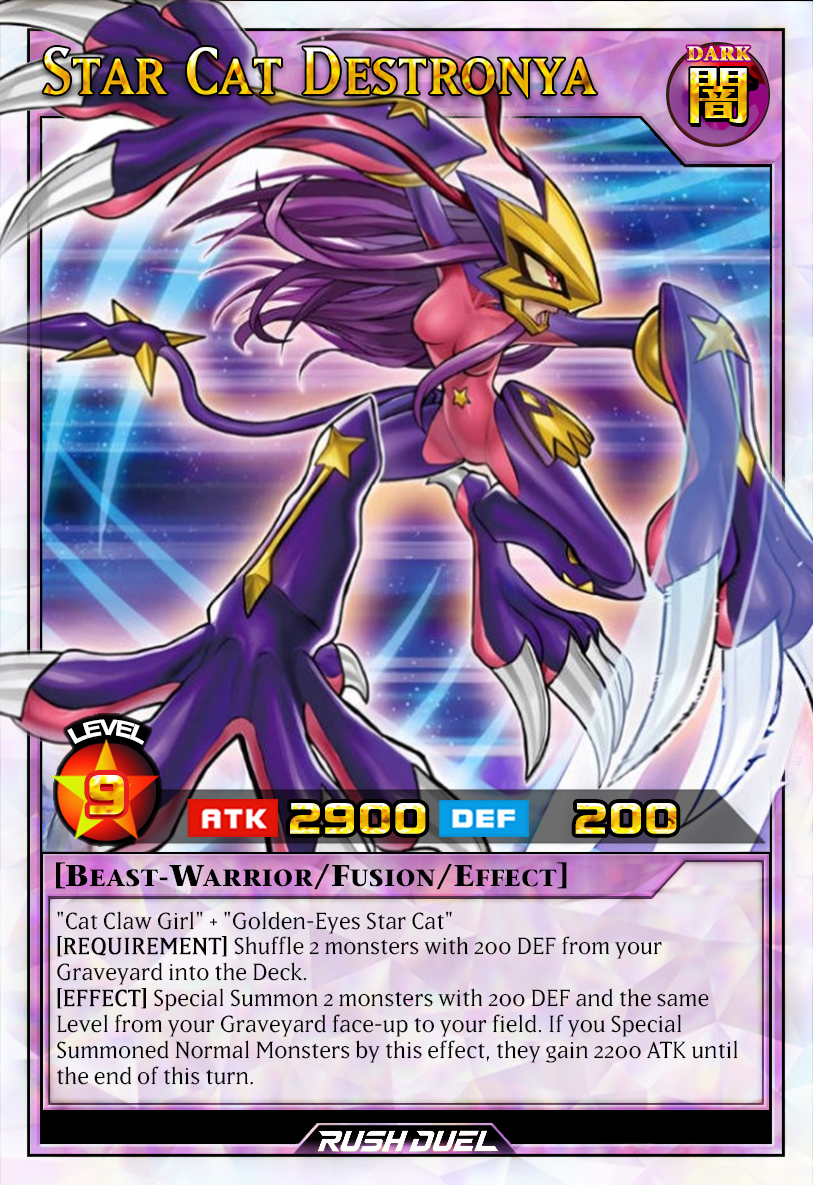 Star Cat Destronya
DARK
闇
LEVEL
9
ATK 2900 DEF 200
[Beast-Warrior/Fusion/Effect]
"Cat Claw Girl" + "Golden-Eyes Star Cat"
[REQUIREMENT] Shuffle 2 monsters with 200 DEF from your
Graveyard into the Deck.
[EFFECT] Special Summon 2 monsters with 200 DEF and the same
Level from your Graveyard face-up to your field. If you Special
Summoned Normal Monsters by this effect, they gain 2200 ATK until
the end of this turn.
RUSH DUEL